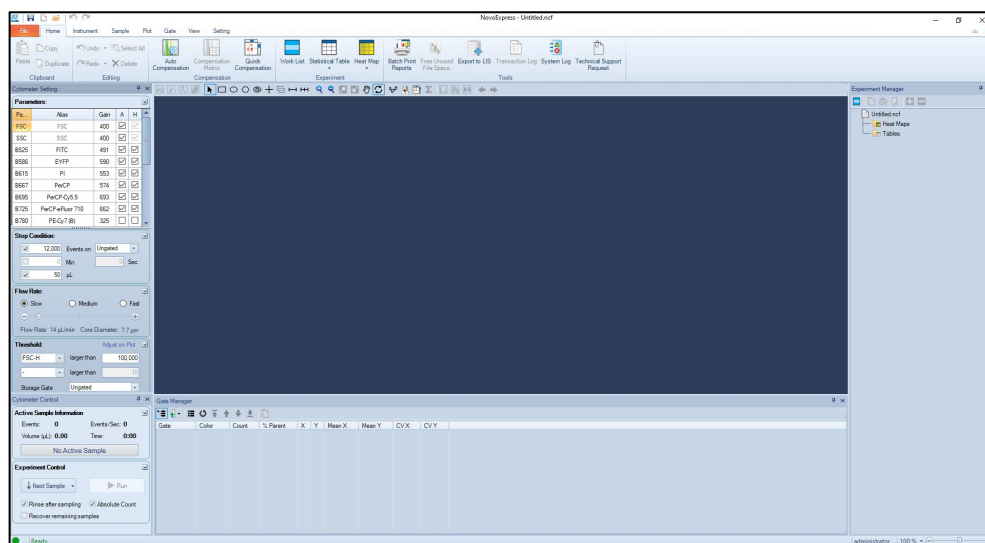 NovoExpress - Untitled.ncf
File Home Instrument Sample Plot Gate View Setting
Paste Copy Duplicate Undo Redo Select All Delete
Auto Compensation Compensation Matrix Quick Compensation
Work List Statistical Table Heat Map
Batch Print Reports Free Unused File Space Export to LIS Transaction Log System Log Technical Support Request
Clipboard Editing Compensation Experiment Tools
Cytometer Setting
Parameters:
Pa... Alias Gain A H
FSC FSC 400
SSC SSC 400
B525 FITC 491
B586 EYFP 590
B615 PI 553
B667 PerCP 574
B695 PerCP-Cy5.5 693
B725 PerCP-eFluor 710 662
B780 PE-Cy7 (B) 325
Stop Condition:
12,000 Events on Ungated
0 Min 0 Sec
50 µL
Flow Rate:
Slow Medium Fast
Flow Rate: 14 µL/min Core Diameter: 7.7 µm
Threshold: Adjust on Plot
FSC-H larger than 100,000
- larger than 10
Storage Gate Ungated
Cytometer Control
Active Sample Information
Events: 0 Events/Sec: 0
Volume (µL): 0.00 Time: 0:00
No Active Sample
Experiment Control
Next Sample Run
Rinse after sampling Absolute Count
Recover remaining samples
Ready
Gate Manager
Gate Color Count % Parent X Y Mean X Mean Y CV X CV Y
Experiment Manager
Untitled.ncf
Heat Maps
Tables
administrator 100 %